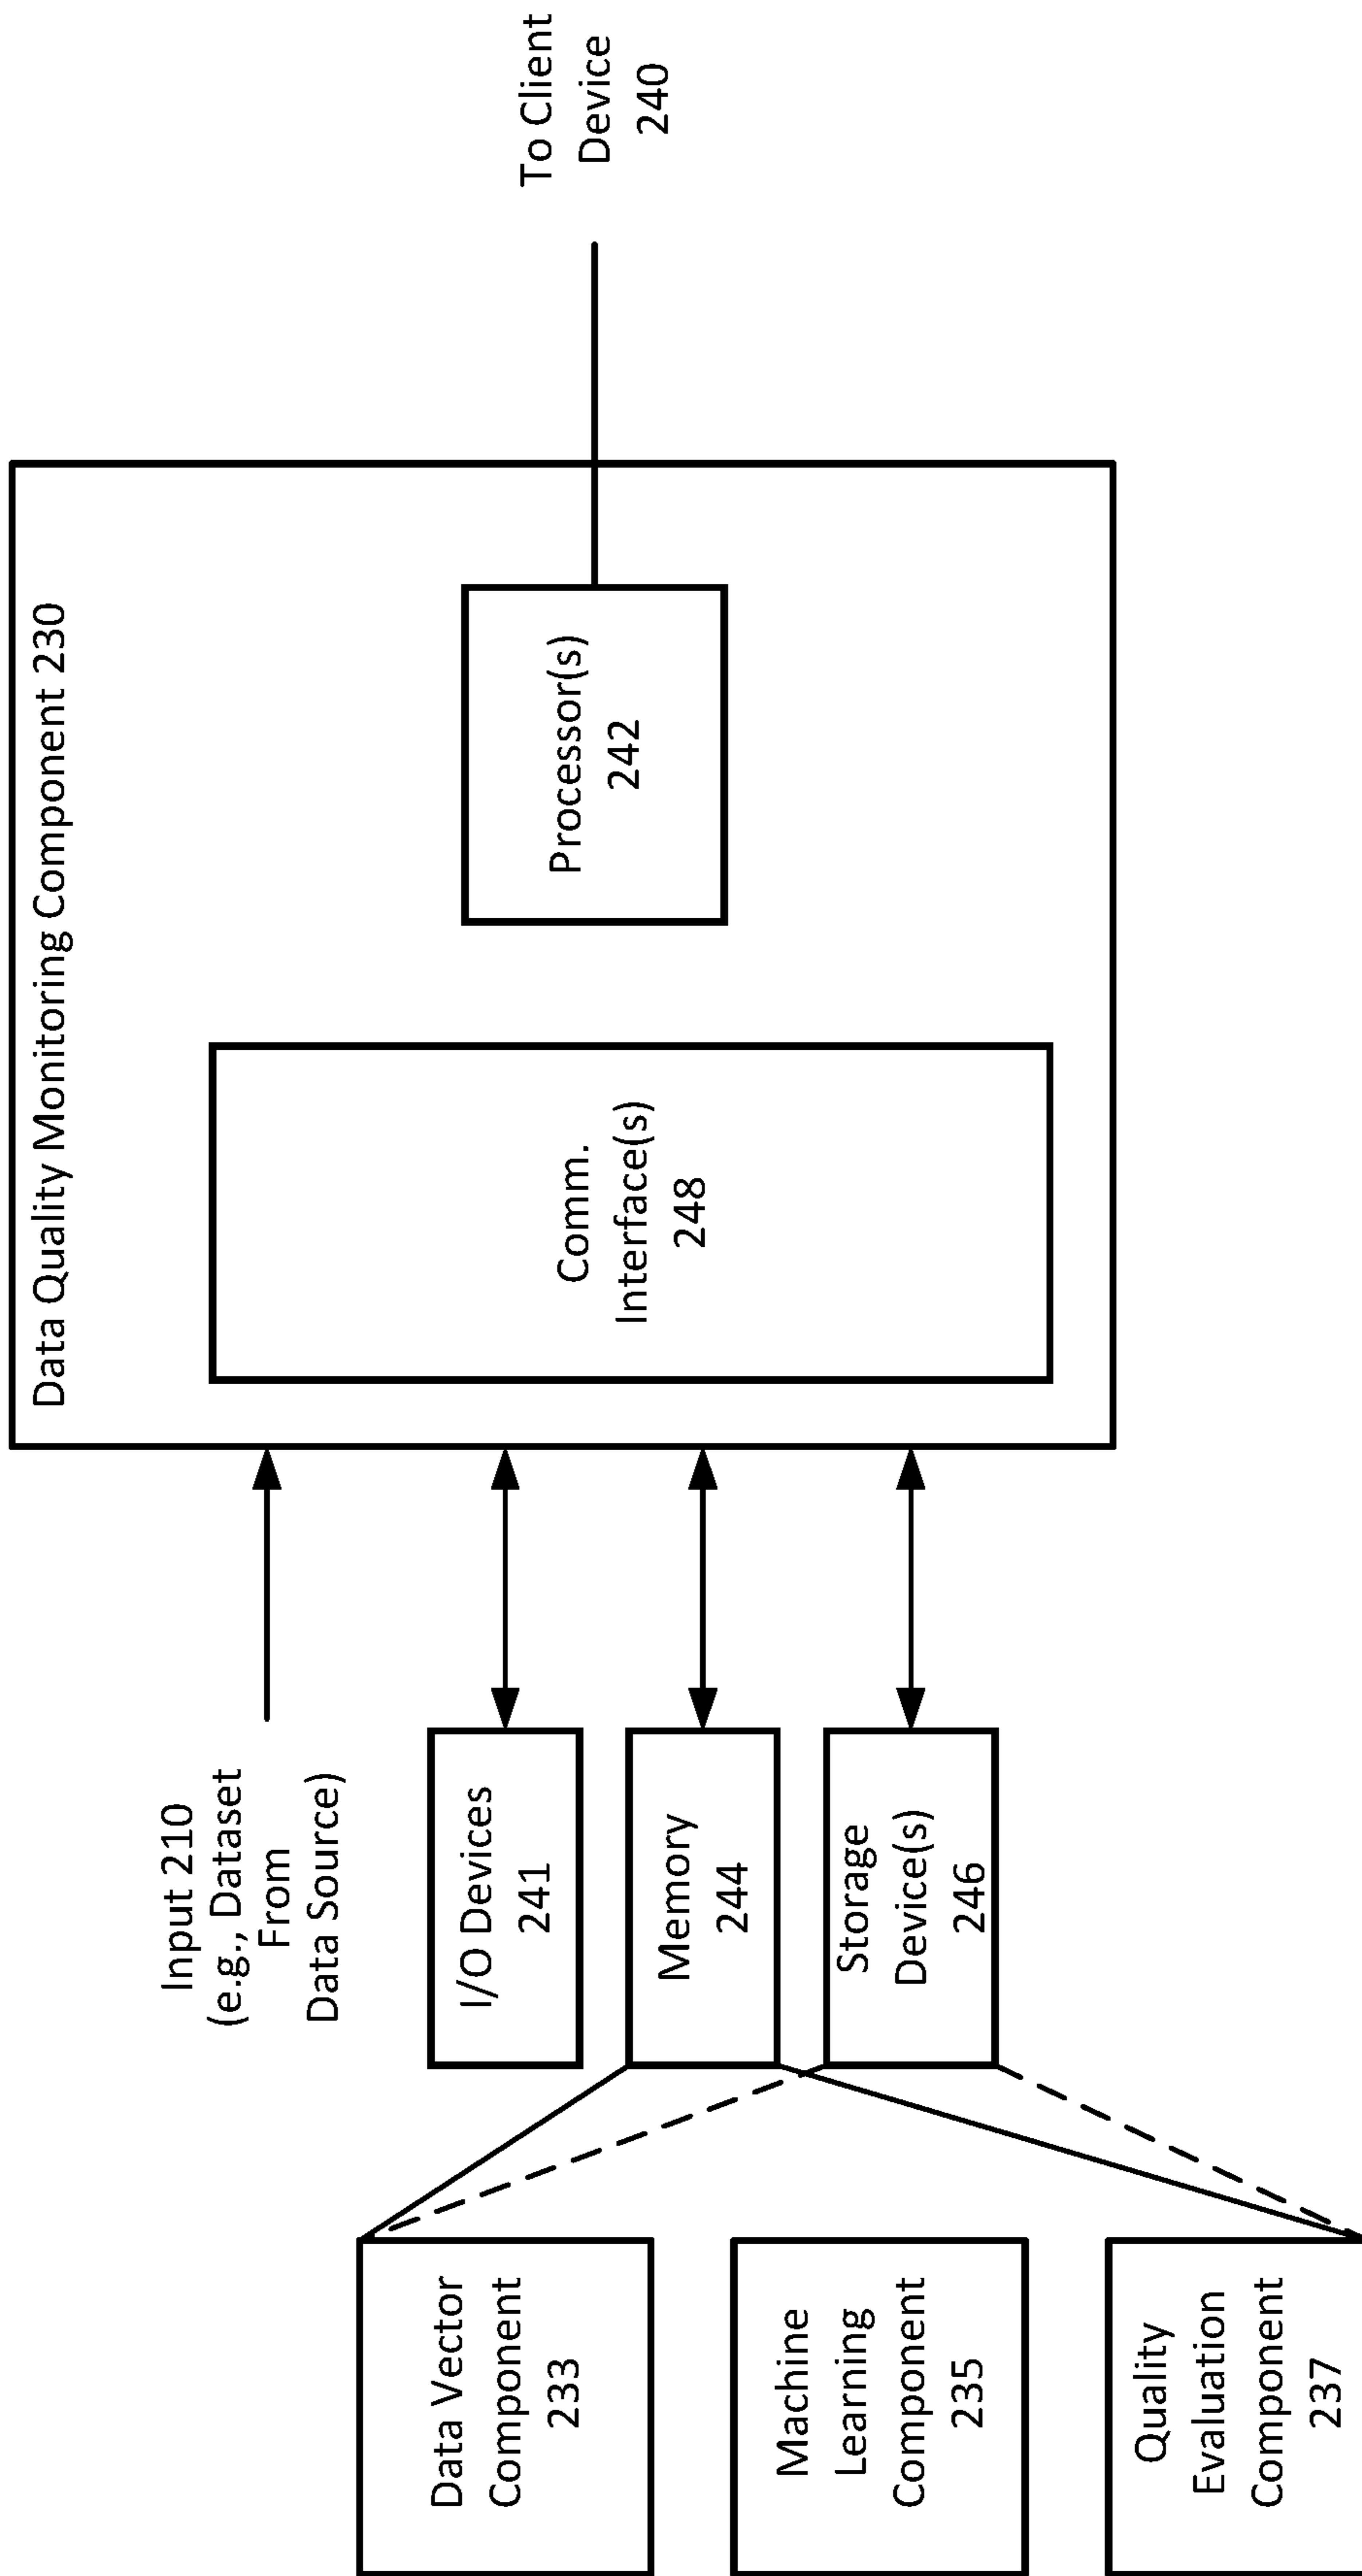 Data Quality Monitoring Component 230
Input 210
(e.g., Dataset
From
Data Source)
Comm.
Interface(s)
248
Processor(s)
242
To Client
Device
240
I/O Devices
241
Memory
244
Storage
Device(s)
246
Data Vector
Component
233
Machine
Learning
Component
235
Quality
Evaluation
Component
237